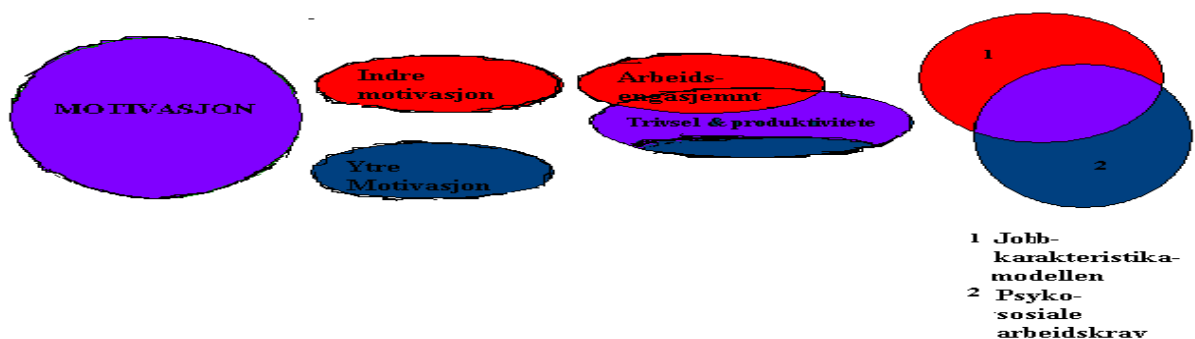 MOTIVASJON
Indre
motivasjon
Ytre
Motivasjon
Arbeids-
engasjemnt
Trivsel & produktivitete
1
2
1 Jobb-
karakteristika-
modellen
2 Psyko-
sosiale
arbeidskrav